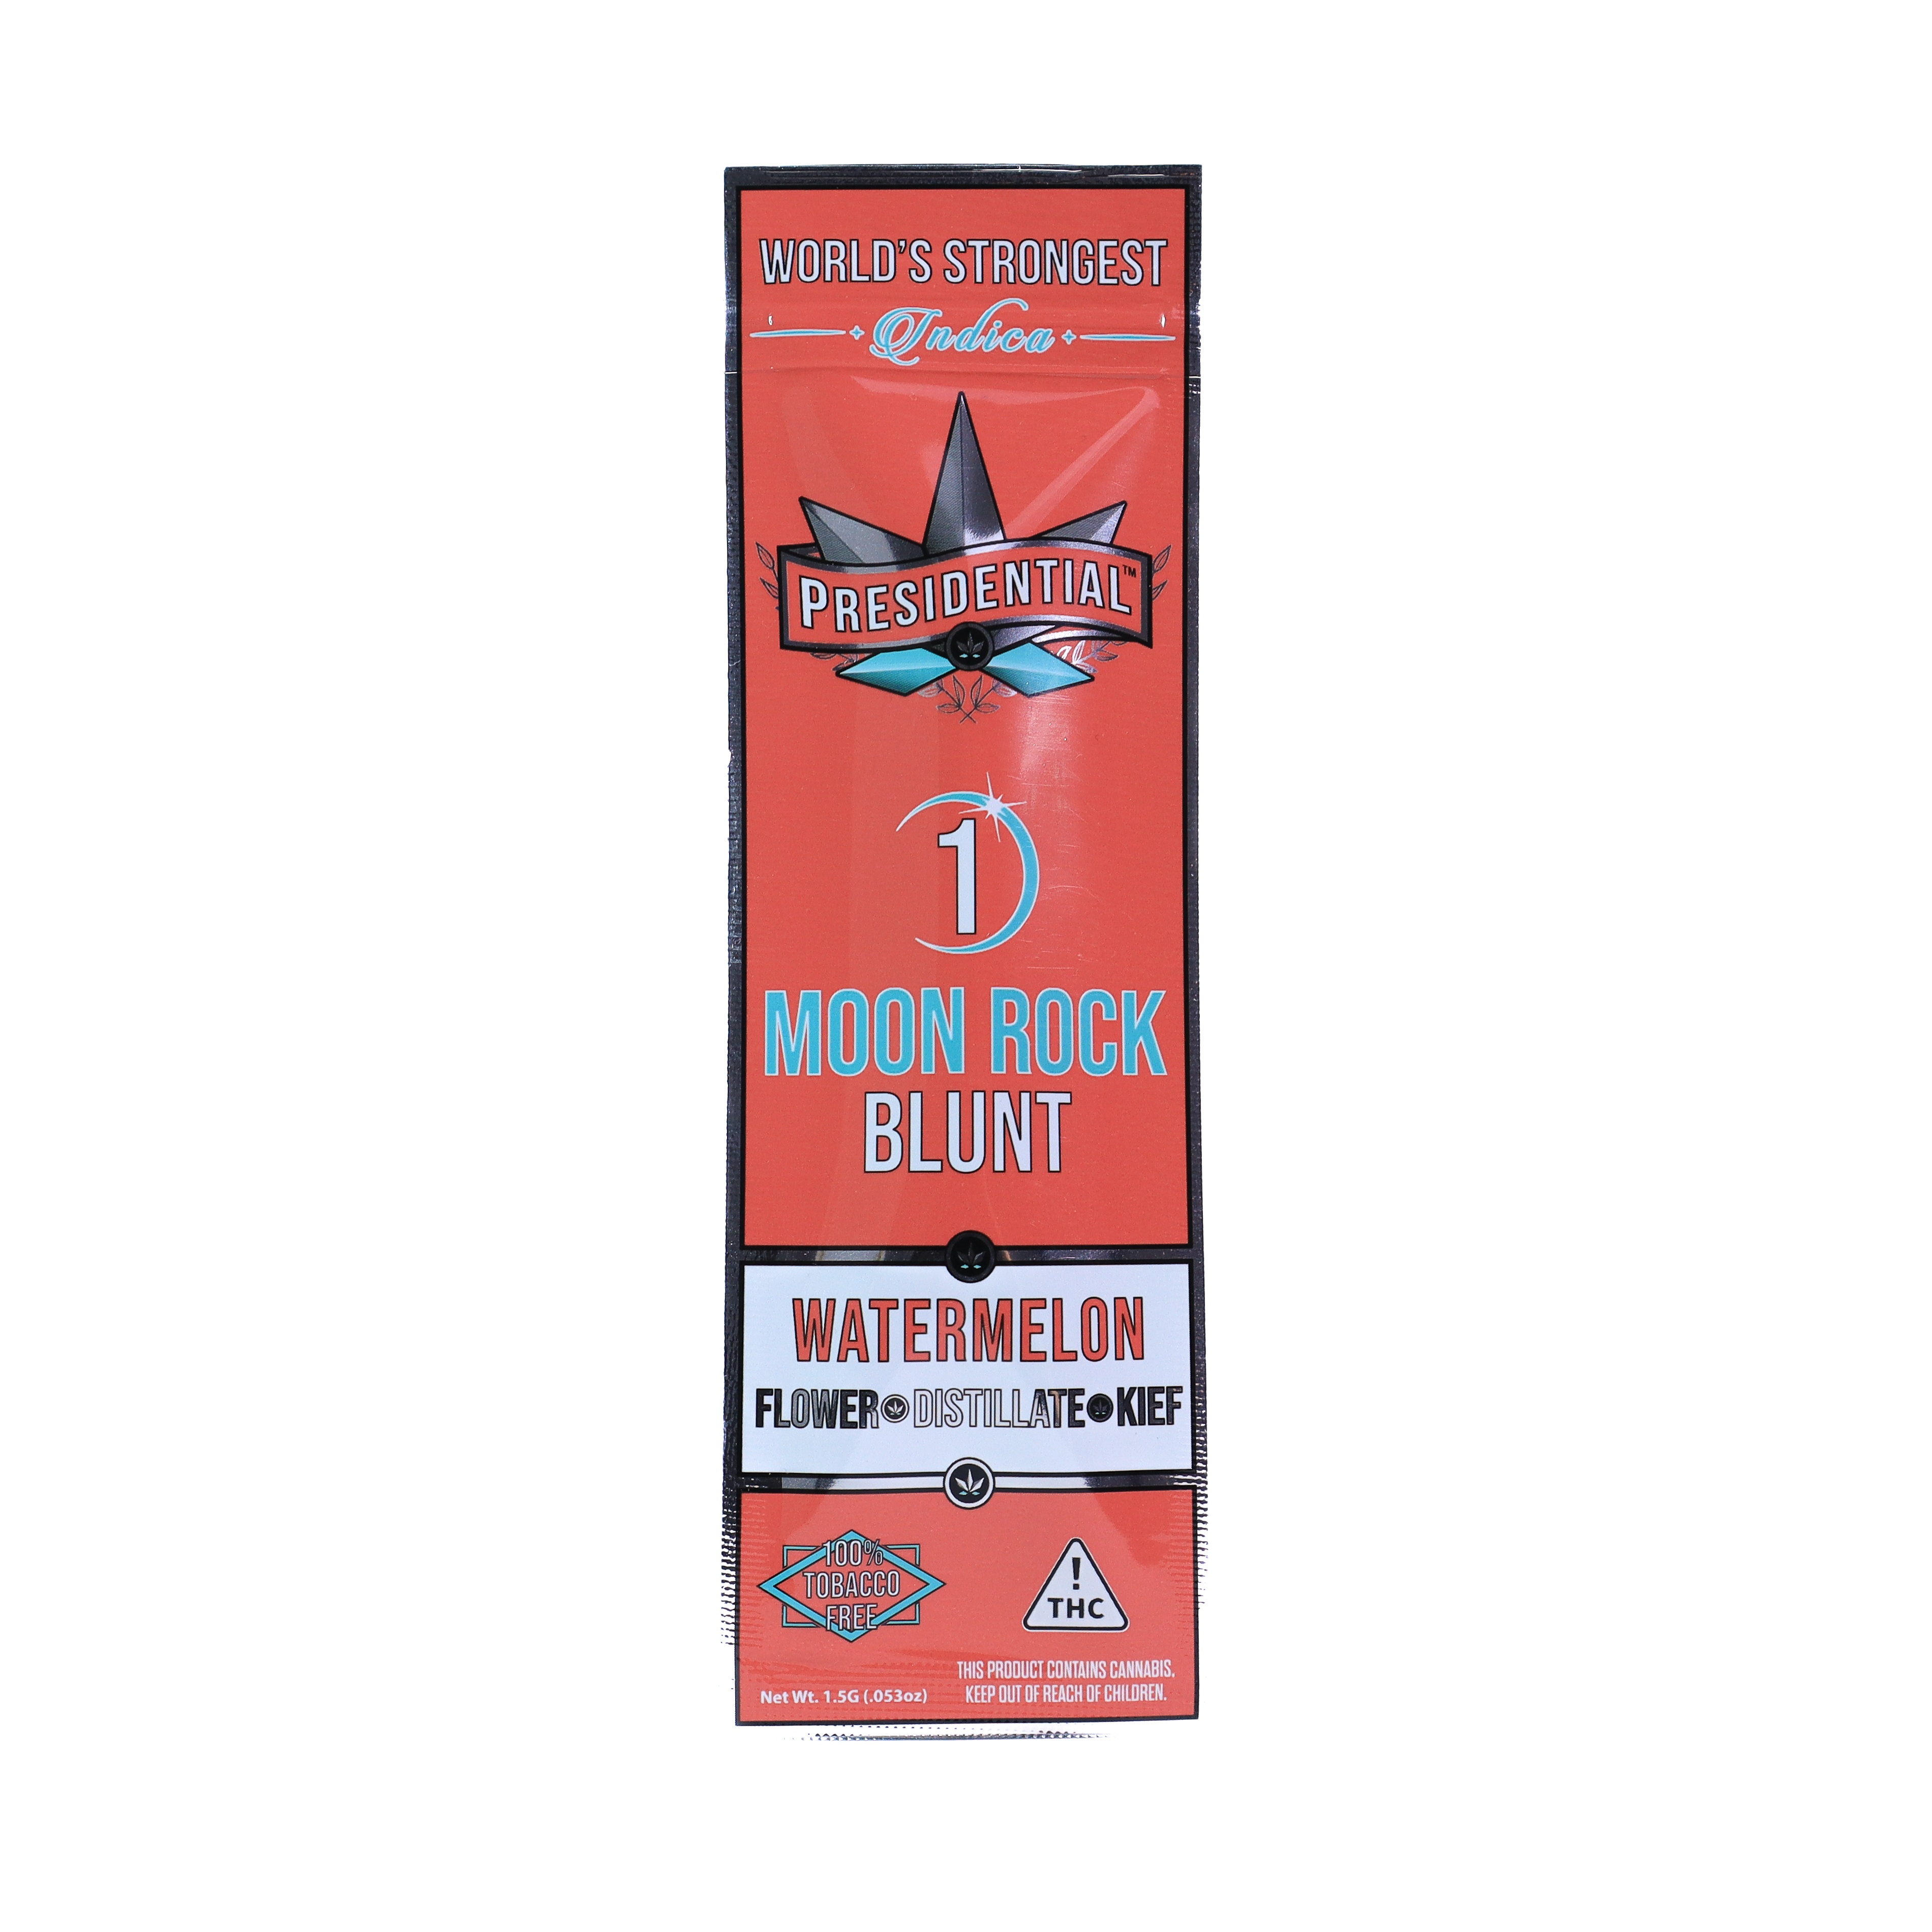 WORLD'S STRONGEST
Indica
PRESIDENTIAL™
1
MOON ROCK
BLUNT
WATERMELON
FLOWER DISTILLATE KIEF
100%
TOBACCO
FREE
!
THC
THIS PRODUCT CONTAINS CANNABIS.
KEEP OUT OF REACH OF CHILDREN.
Net Wt. 1.5G (.053oz)